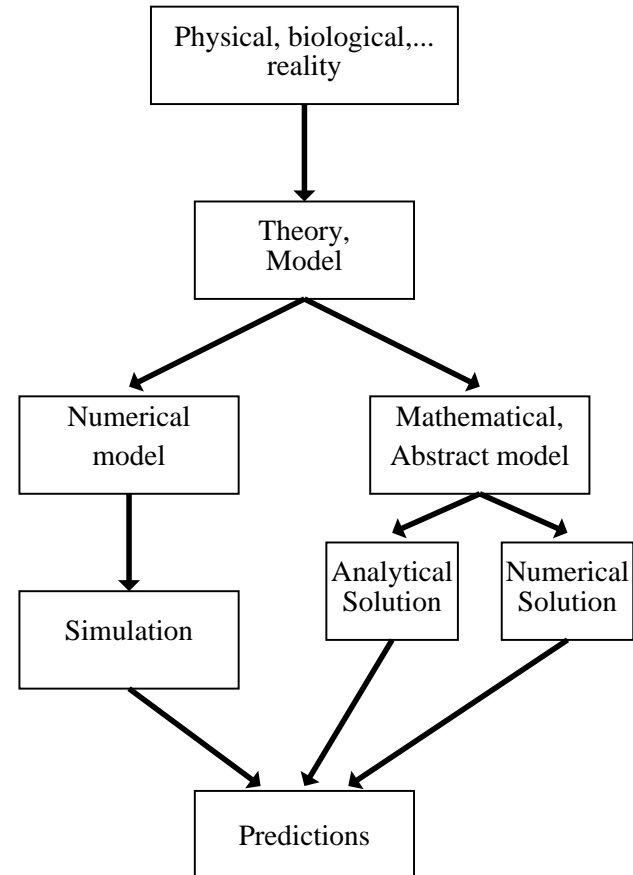 Physical, biological,...
reality
Theory,
Model
Numerical
model
Mathematical,
Abstract model
Analytical
Solution
Numerical
Solution
Simulation
Predictions